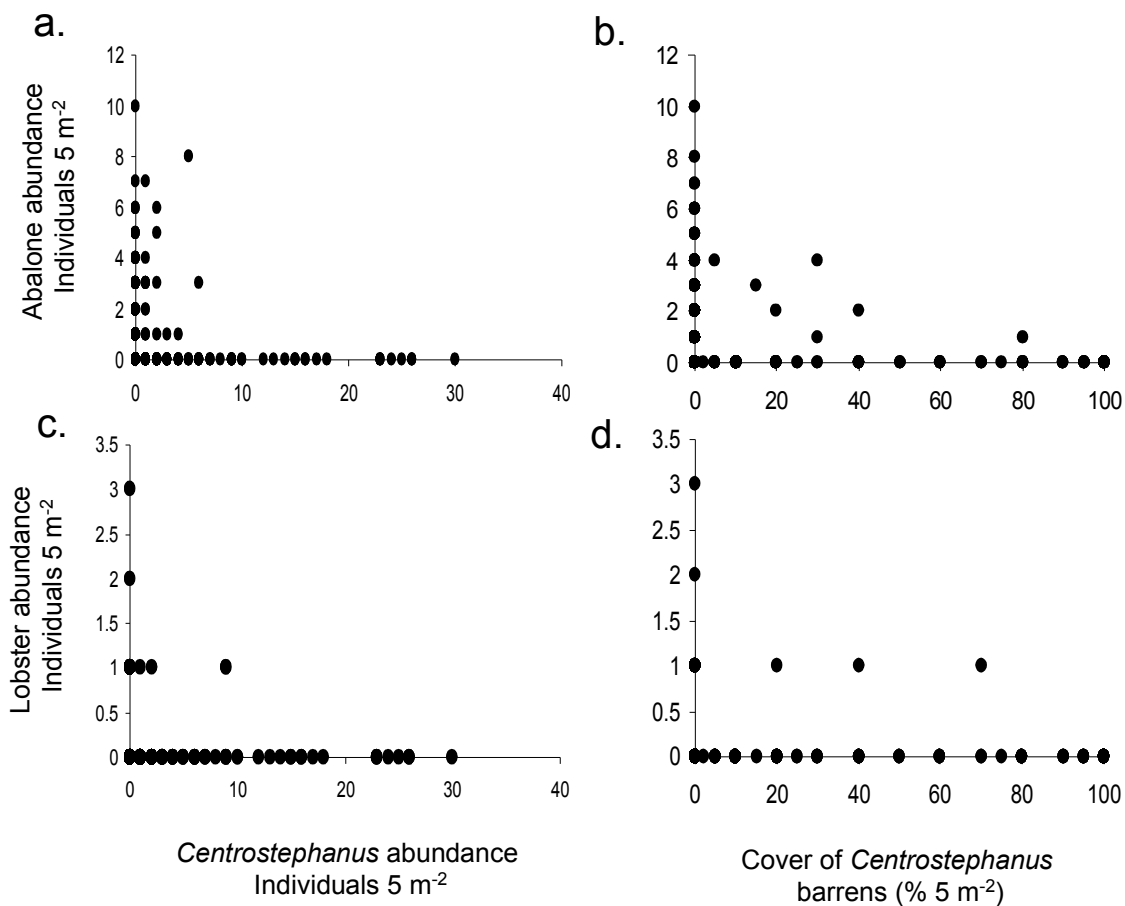 a.
Abalone abundance
Individuals 5 m⁻²
12
10
8
6
4
2
0
0 10 20 30 40
b.
12
10
8
6
4
2
0
0 20 40 60 80 100
c.
Lobster abundance
Individuals 5 m⁻²
3.5
3
2.5
2
1.5
1
0.5
0
0 10 20 30 40
Centrostephanus abundance
Individuals 5 m⁻²
d.
3.5
3
2.5
2
1.5
1
0.5
0
0 20 40 60 80 100
Cover of Centrostephanus
barrens (% 5 m⁻²)